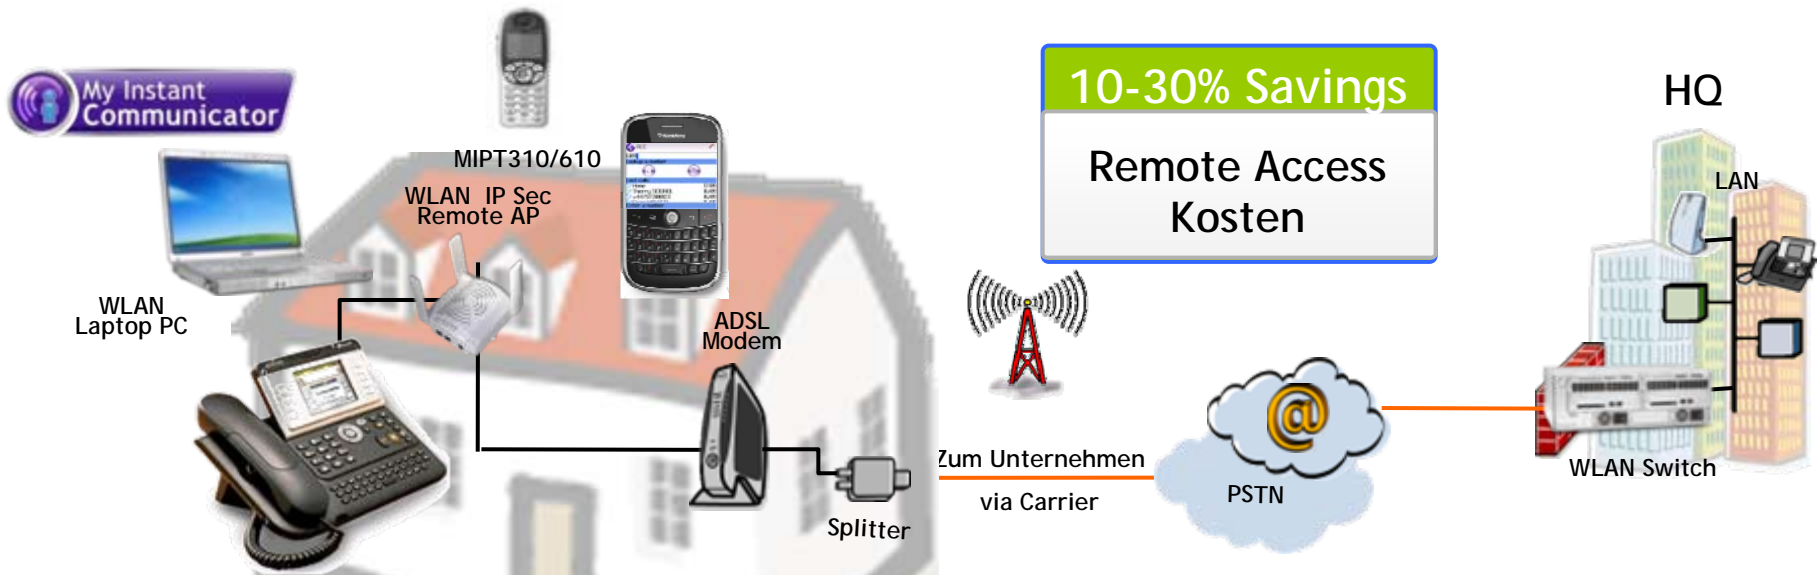 My Instant
Communicator
MIPT310/610
WLAN IP Sec
Remote AP
WLAN
Laptop PC
ADSL
Modem
Splitter
10-30% Savings
Remote Access
Kosten
Zum Unternehmen
via Carrier
@
PSTN
HQ
LAN
WLAN Switch